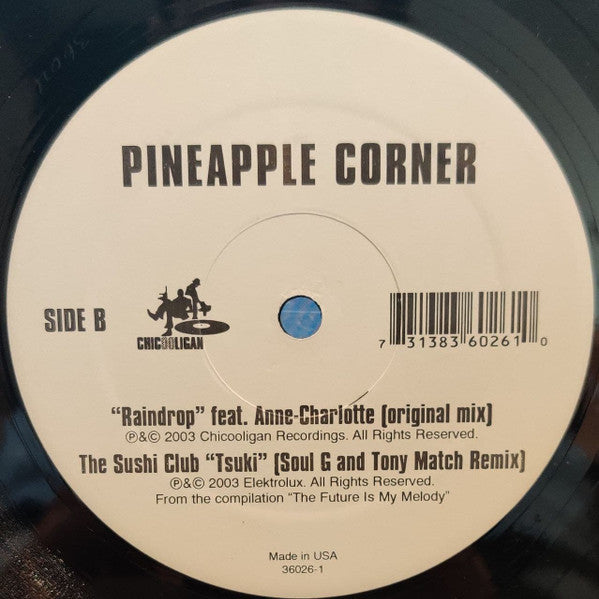 PINEAPPLE CORNER
SIDE B
CHICOOLIGAN
7 31383 60261 0
“Raindrop” feat. Anne-Charlotte (original mix)
℗&© 2003 Chicooligan Recordings. All Rights Reserved.
The Sushi Club “Tsuki” (Soul G and Tony Match Remix)
℗&© 2003 Elektrolux. All Rights Reserved.
From the compilation “The Future Is My Melody”
Made in USA
36026-1